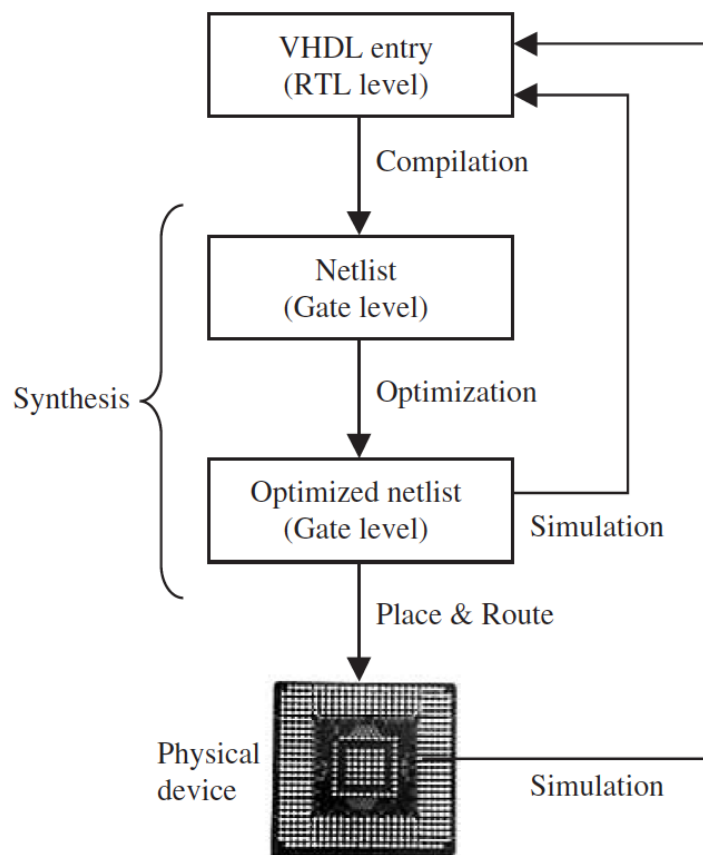 VHDL entry
(RTL level)
Compilation
Netlist
(Gate level)
Synthesis
Optimization
Optimized netlist
(Gate level)
Simulation
Place & Route
Physical
device
Simulation